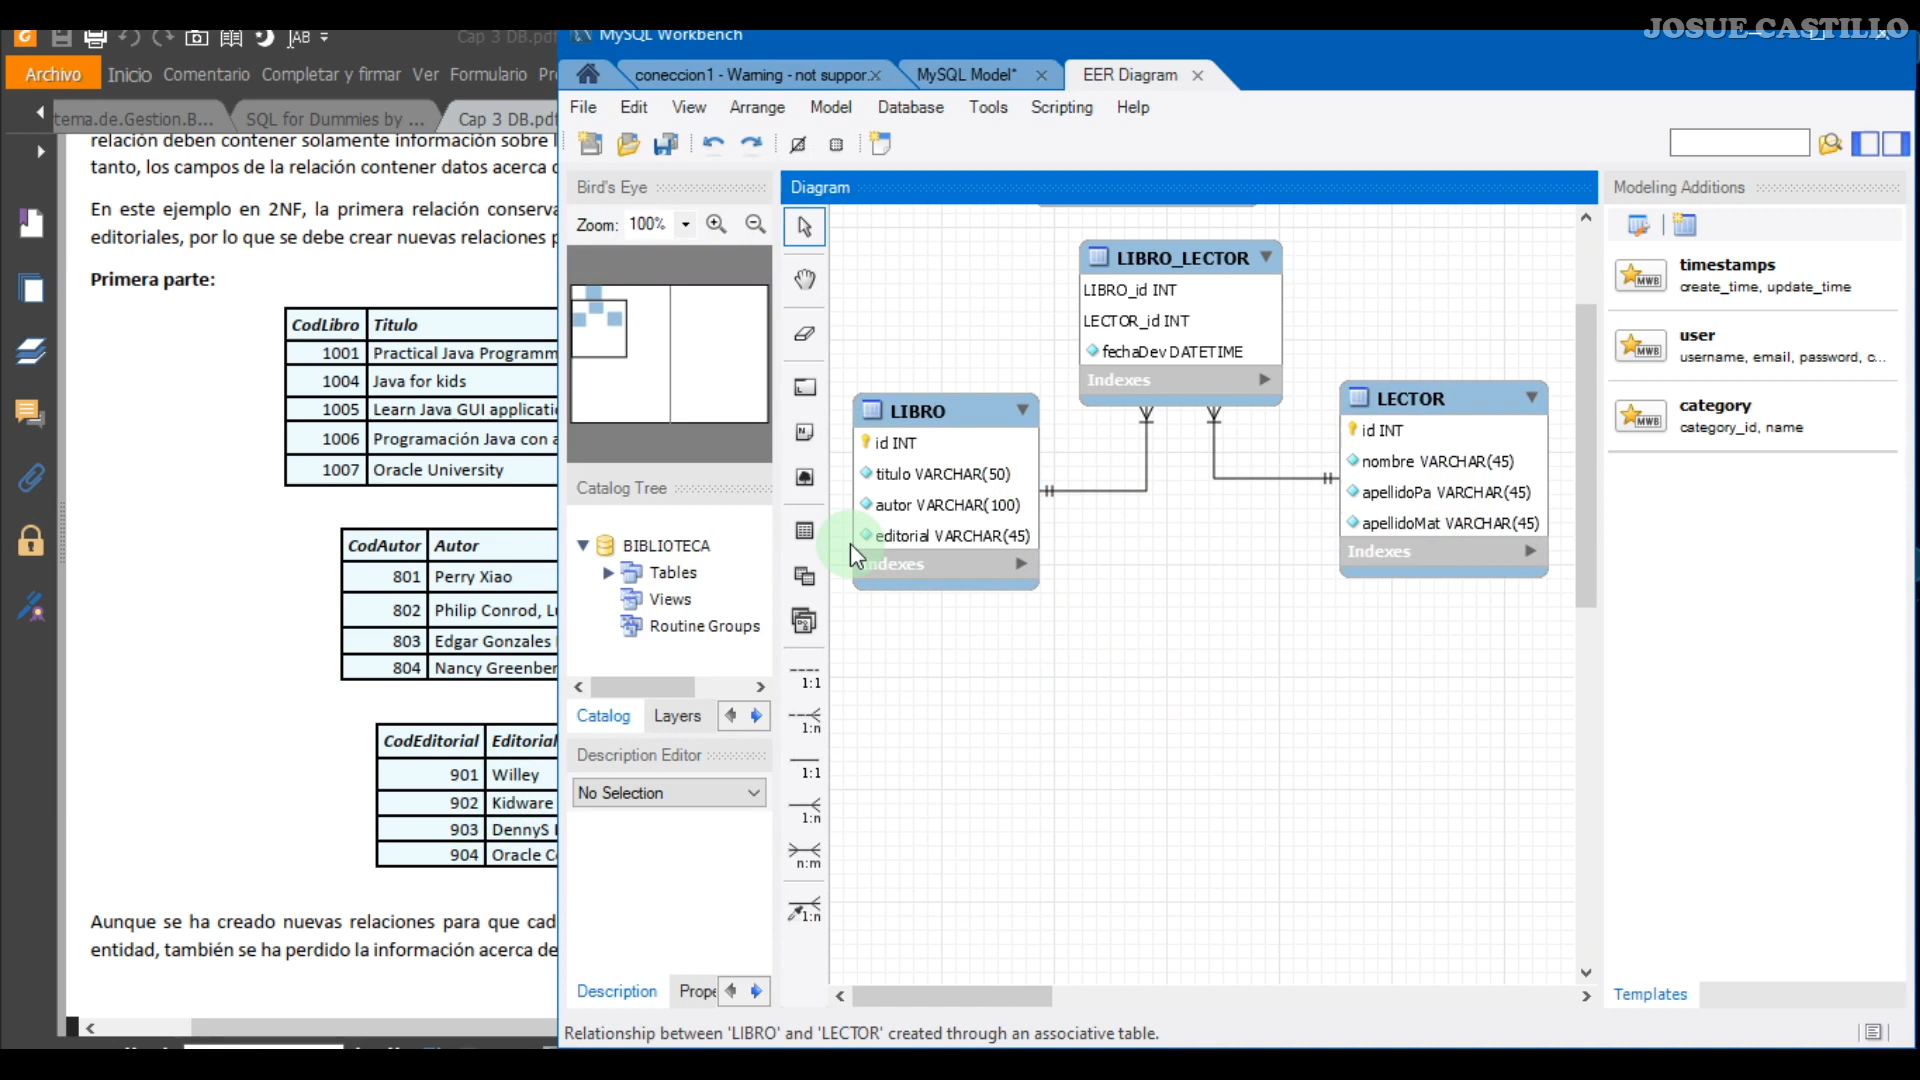 JOSUE CASTILLO
Cap 3 DB.pdf
MySQL Workbench
Archivo Inicio Comentario Completar y firmar Ver Formulario
coneccion1 - Warning - not suppor.
MySQL Model*
EER Diagram
tema.de.Gestion.B...
SQL for Dummies by ...
Cap 3 DB.pdf
File Edit View Arrange Model Database Tools Scripting Help
relación deben contener solamente información sobre
tanto, los campos de la relación contener datos acerca
En este ejemplo en 2NF, la primera relación conserva
editoriales, por lo que se debe crear nuevas relaciones
Primera parte:
CodLibro Titulo
1001 Practical Java Programm
1004 Java for kids
1005 Learn Java GUI applicati
1006 Programación Java con
1007 Oracle University
CodAutor Autor
801 Perry Xiao
802 Philip Conrod,
803 Edgar Gonzales
804 Nancy Greenber
CodEditorial Editorial
901 Willey
902 Kidware
903 DennyS
904 Oracle
Aunque se ha creado nuevas relaciones para que cad
entidad, también se ha perdido la información acerca de
Bird's Eye
Zoom: 100%
Catalog Tree
BIBLIOTECA
Tables
Views
Routine Groups
Catalog Layers
Description Editor
No Selection
Description Prope
Diagram
1:1
1:n
1:1
1:n
n:m
1:n
LIBRO_LECTOR
LIBRO_id INT
LECTOR_id INT
fechaDev DATETIME
Indexes
LIBRO
id INT
titulo VARCHAR(50)
autor VARCHAR(100)
editorial VARCHAR(45)
Indexes
LECTOR
id INT
nombre VARCHAR(45)
apellidoPa VARCHAR(45)
apellidoMat VARCHAR(45)
Indexes
Modeling Additions
timestamps
create_time, update_time
user
username, email, password, c...
category
category_id, name
Templates
Relationship between 'LIBRO' and 'LECTOR' created through an associative table.